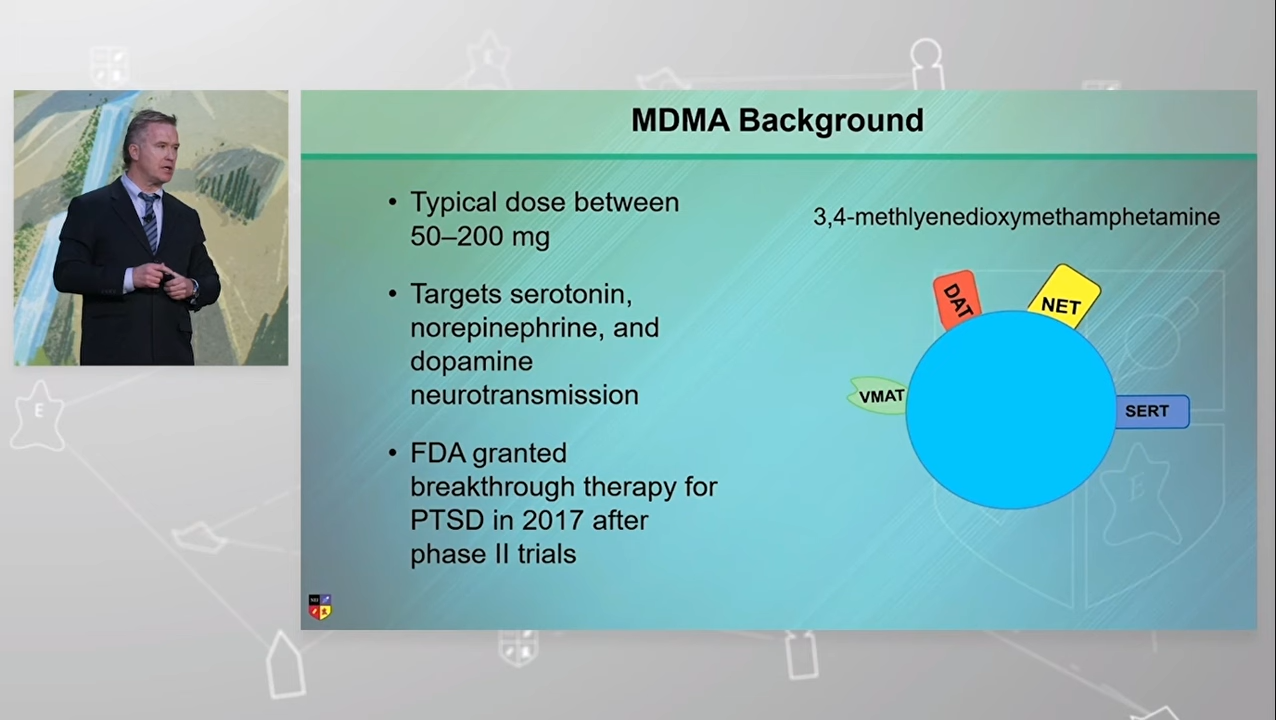 MDMA Background
• Typical dose between
50–200 mg
• Targets serotonin,
norepinephrine, and
dopamine
neurotransmission
• FDA granted
breakthrough therapy for
PTSD in 2017 after
phase II trials
3,4-methlyenedioxymethamphetamine
DAT
NET
VMAT
SERT
E
E
E
NEI